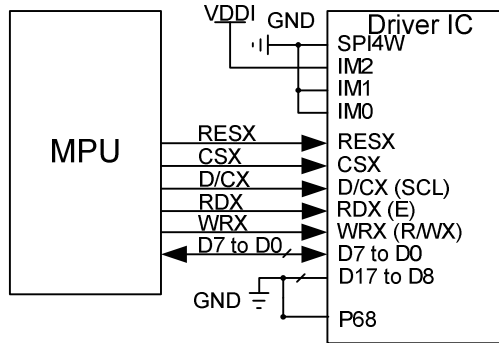 VDDI
GND
Driver IC
SPI4W
IM2
IM1
IM0
MPU
RESX
RESX
CSX
CSX
D/CX
D/CX (SCL)
RDX
RDX (E)
WRX
WRX (R/WX)
D7 to D0
D7 to D0
D17 to D8
GND
P68